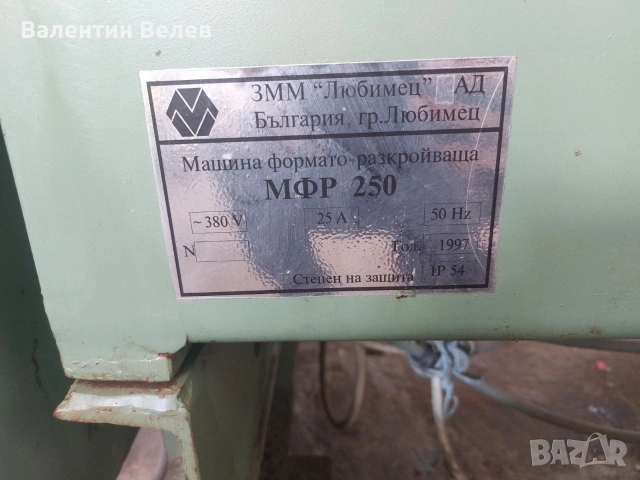 Валентин Велев
ЗММ “Любимец” АД
България, гр.Любимец
Машина формато-разкройваща
МФР 250
~380 V 25 A 50 Hz
N Год. 1997
Степен на защита IP 54
BAZAR